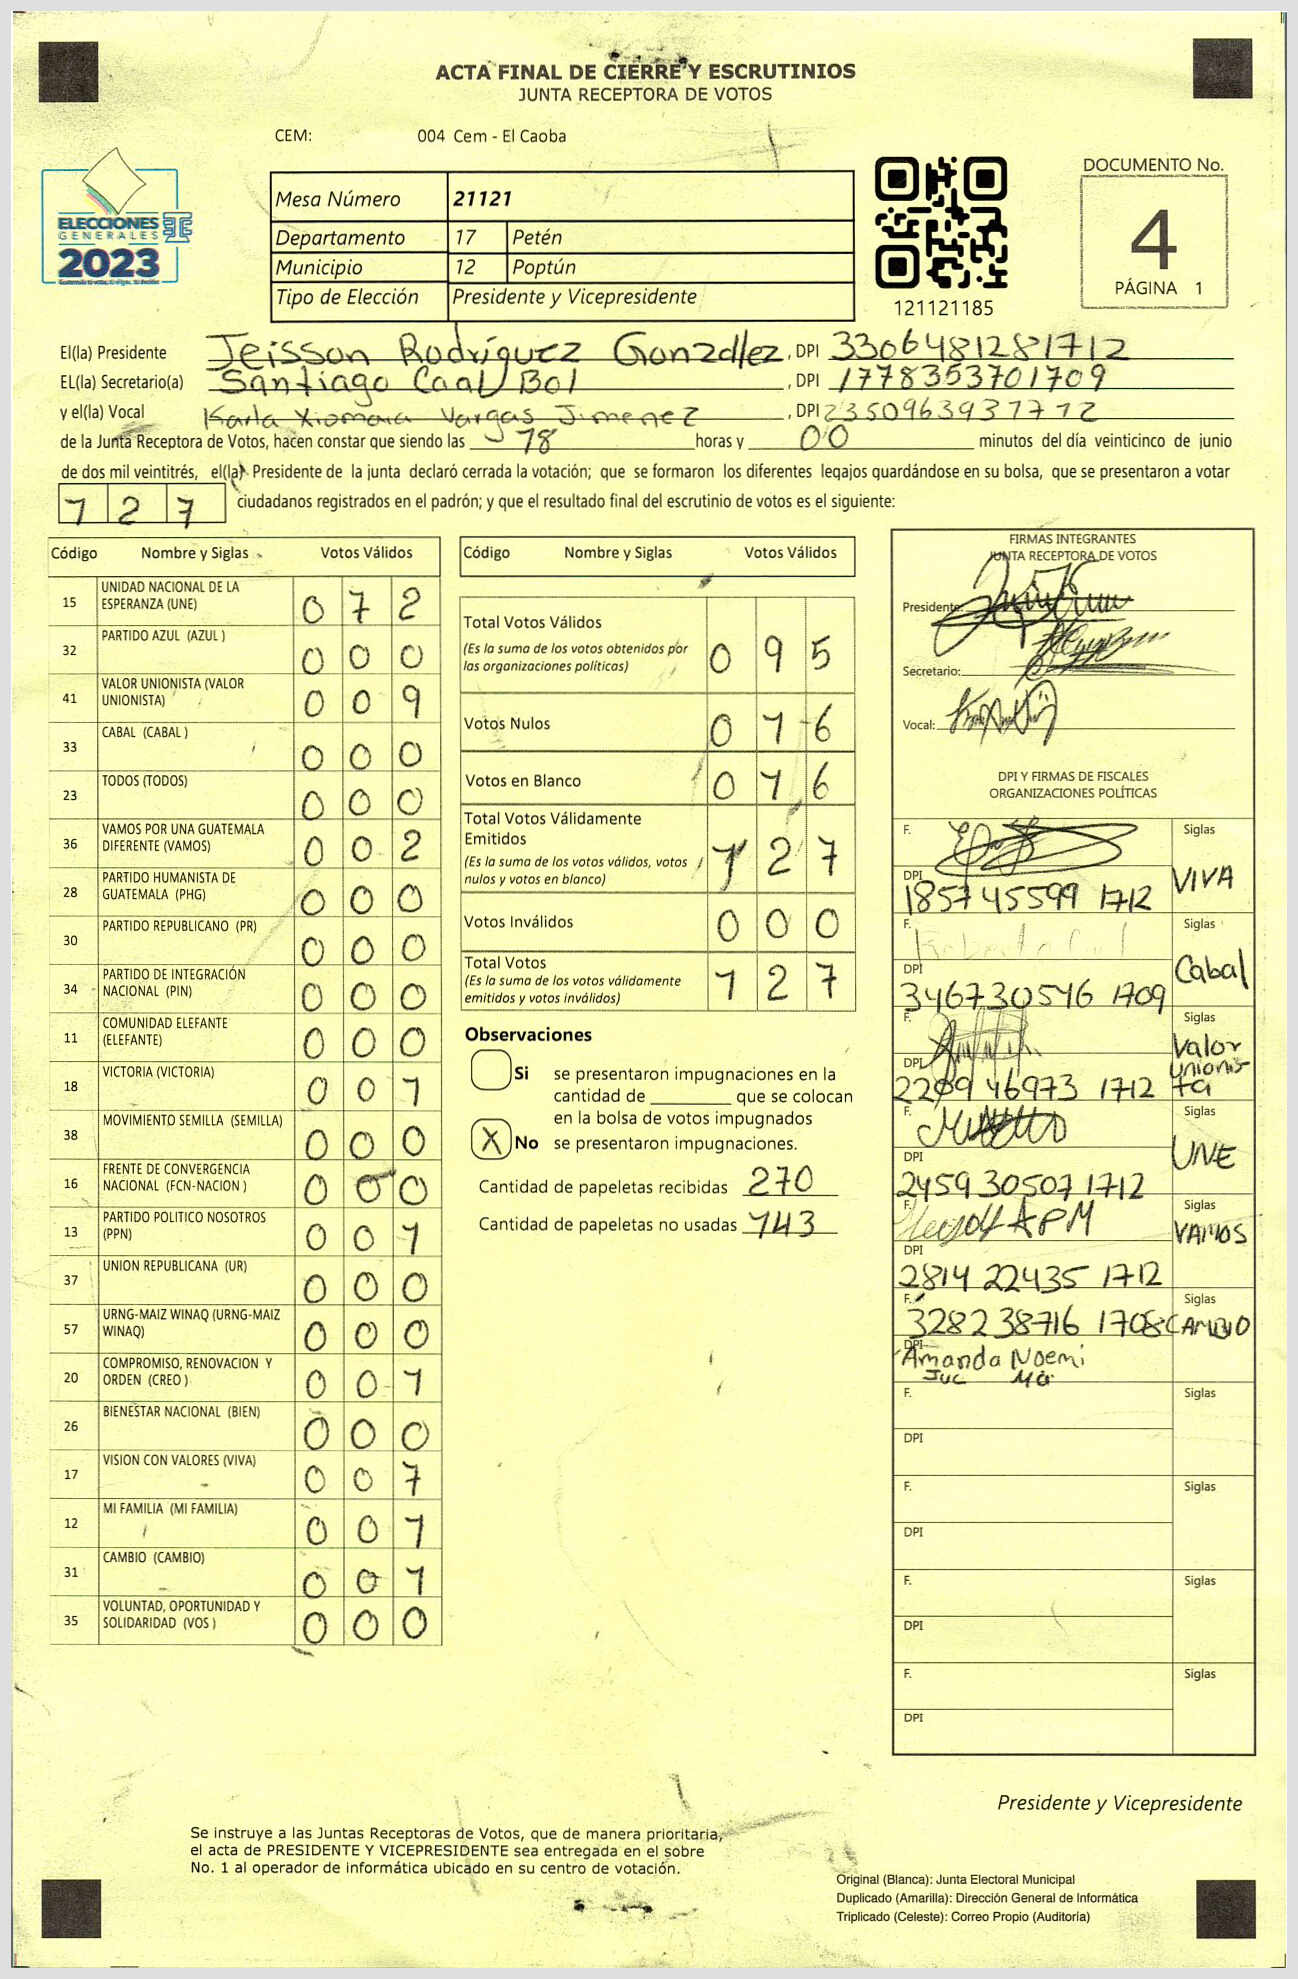 ACTA FINAL DE CIERRE Y ESCRUTINIOS
JUNTA RECEPTORA DE VOTOS
CEM: 004 Cem - El Caoba
ELECCIONES
GENERALES
2023
Mesa Número 21121
Departamento 17 Petén
Municipio 12 Poptún
Tipo de Elección Presidente y Vicepresidente
121121185
DOCUMENTO No.
4
PÁGINA 1
El(la) Presidente Jeisson Rodríguez González, DPI 3306481281712
EL(la) Secretario(a) Santiago Caal Bol, DPI 1778353701709
y el(la) Vocal Karla Xiomara Vargas Jimenez, DPI 2350963931712
de la Junta Receptora de Votos, hacen constar que siendo las 18 horas y 00 minutos del día veinticinco de junio
de dos mil veintitrés, el(la) Presidente de la junta declaró cerrada la votación; que se formaron los diferentes legajos guardándose en su bolsa, que se presentaron a votar
127 ciudadanos registrados en el padrón; y que el resultado final del escrutinio de votos es el siguiente:
Código Nombre y Siglas Votos Válidos
15 UNIDAD NACIONAL DE LA ESPERANZA (UNE) 0 7 2
32 PARTIDO AZUL (AZUL ) 0 0 0
41 VALOR UNIONISTA (VALOR UNIONISTA) 0 0 9
33 CABAL (CABAL ) 0 0 0
23 TODOS (TODOS) 0 0 0
36 VAMOS POR UNA GUATEMALA DIFERENTE (VAMOS) 0 0 2
28 PARTIDO HUMANISTA DE GUATEMALA (PHG) 0 0 0
30 PARTIDO REPUBLICANO (PR) 0 0 0
34 PARTIDO DE INTEGRACIÓN NACIONAL (PIN) 0 0 0
11 COMUNIDAD ELEFANTE (ELEFANTE) 0 0 0
18 VICTORIA (VICTORIA) 0 0 1
38 MOVIMIENTO SEMILLA (SEMILLA) 0 0 0
16 FRENTE DE CONVERGENCIA NACIONAL (FCN-NACION ) 0 0 0
13 PARTIDO POLITICO NOSOTROS (PPN) 0 0 1
37 UNION REPUBLICANA (UR) 0 0 0
57 URNG-MAIZ WINAQ (URNG-MAIZ WINAQ) 0 0 0
20 COMPROMISO, RENOVACION Y ORDEN (CREO ) 0 0 1
26 BIENESTAR NACIONAL (BIEN) 0 0 0
17 VISION CON VALORES (VIVA) 0 0 7
12 MI FAMILIA (MI FAMILIA) 0 0 1
31 CAMBIO (CAMBIO) 0 0 1
35 VOLUNTAD, OPORTUNIDAD Y SOLIDARIDAD (VOS ) 0 0 0
Código Nombre y Siglas Votos Válidos
Total Votos Válidos 0 9 5
(Es la suma de los votos obtenidos por las organizaciones políticas)
Votos Nulos 0 1 6
Votos en Blanco 0 1 6
Total Votos Válidamente Emitidos 1 2 7
(Es la suma de los votos válidos, votos nulos y votos en blanco)
Votos Inválidos 0 0 0
Total Votos 1 2 7
(Es la suma de los votos válidamente emitidos y votos inválidos)
Observaciones
Si se presentaron impugnaciones en la
cantidad de ________ que se colocan
en la bolsa de votos impugnados
X No se presentaron impugnaciones.
Cantidad de papeletas recibidas 270
Cantidad de papeletas no usadas 143
FIRMAS INTEGRANTES
JUNTA RECEPTORA DE VOTOS
Presidente:
Secretario:
Vocal:
DPI Y FIRMAS DE FISCALES
ORGANIZACIONES POLÍTICAS
F. Siglas
DPI 1857 45599 1712 VIVA
F. Siglas
DPI 3467 30546 1709 Cabal
F. Siglas
DPI 2209 46973 1712 Valor Unionista
F. Siglas
DPI 2459 30507 1712 UNE
F. Siglas
DPI 2814 22435 1712 VAMOS
F. 3282 38716 1708 Siglas CAMBIO
DPI Amanda Noemi
Juc
F. Siglas
DPI
F. Siglas
DPI
F. Siglas
DPI
F. Siglas
DPI
Presidente y Vicepresidente
Se instruye a las Juntas Receptoras de Votos, que de manera prioritaria,
el acta de PRESIDENTE Y VICEPRESIDENTE sea entregada en el sobre
No. 1 al operador de informática ubicado en su centro de votación.
Original (Blanca): Junta Electoral Municipal
Duplicado (Amarilla): Dirección General de Informática
Triplicado (Celeste): Correo Propio (Auditoría)